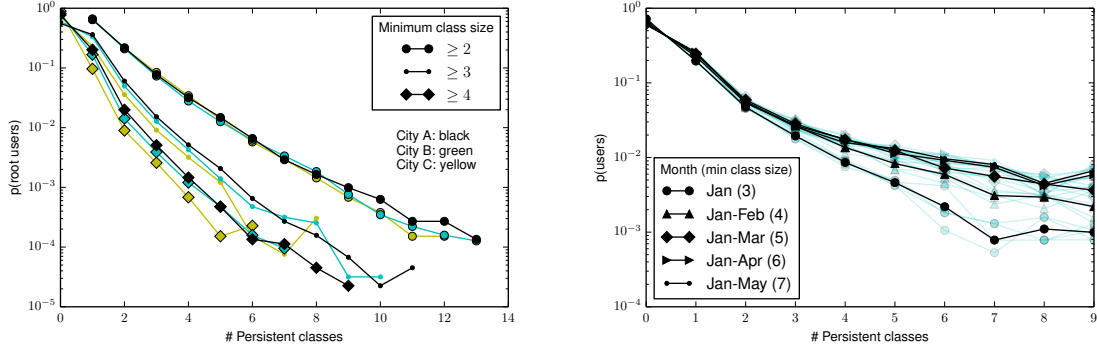 10^0
10^-1
10^-2
10^-3
10^-4
10^-5
p(root users)
0 2 4 6 8 10 12 14
# Persistent classes
Minimum class size
≥ 2
≥ 3
≥ 4
City A: black
City B: green
City C: yellow
10^0
10^-1
10^-2
10^-3
10^-4
p(users)
0 1 2 3 4 5 6 7 8 9
# Persistent classes
Month (min class size)
Jan (3)
Jan-Feb (4)
Jan-Mar (5)
Jan-Apr (6)
Jan-May (7)